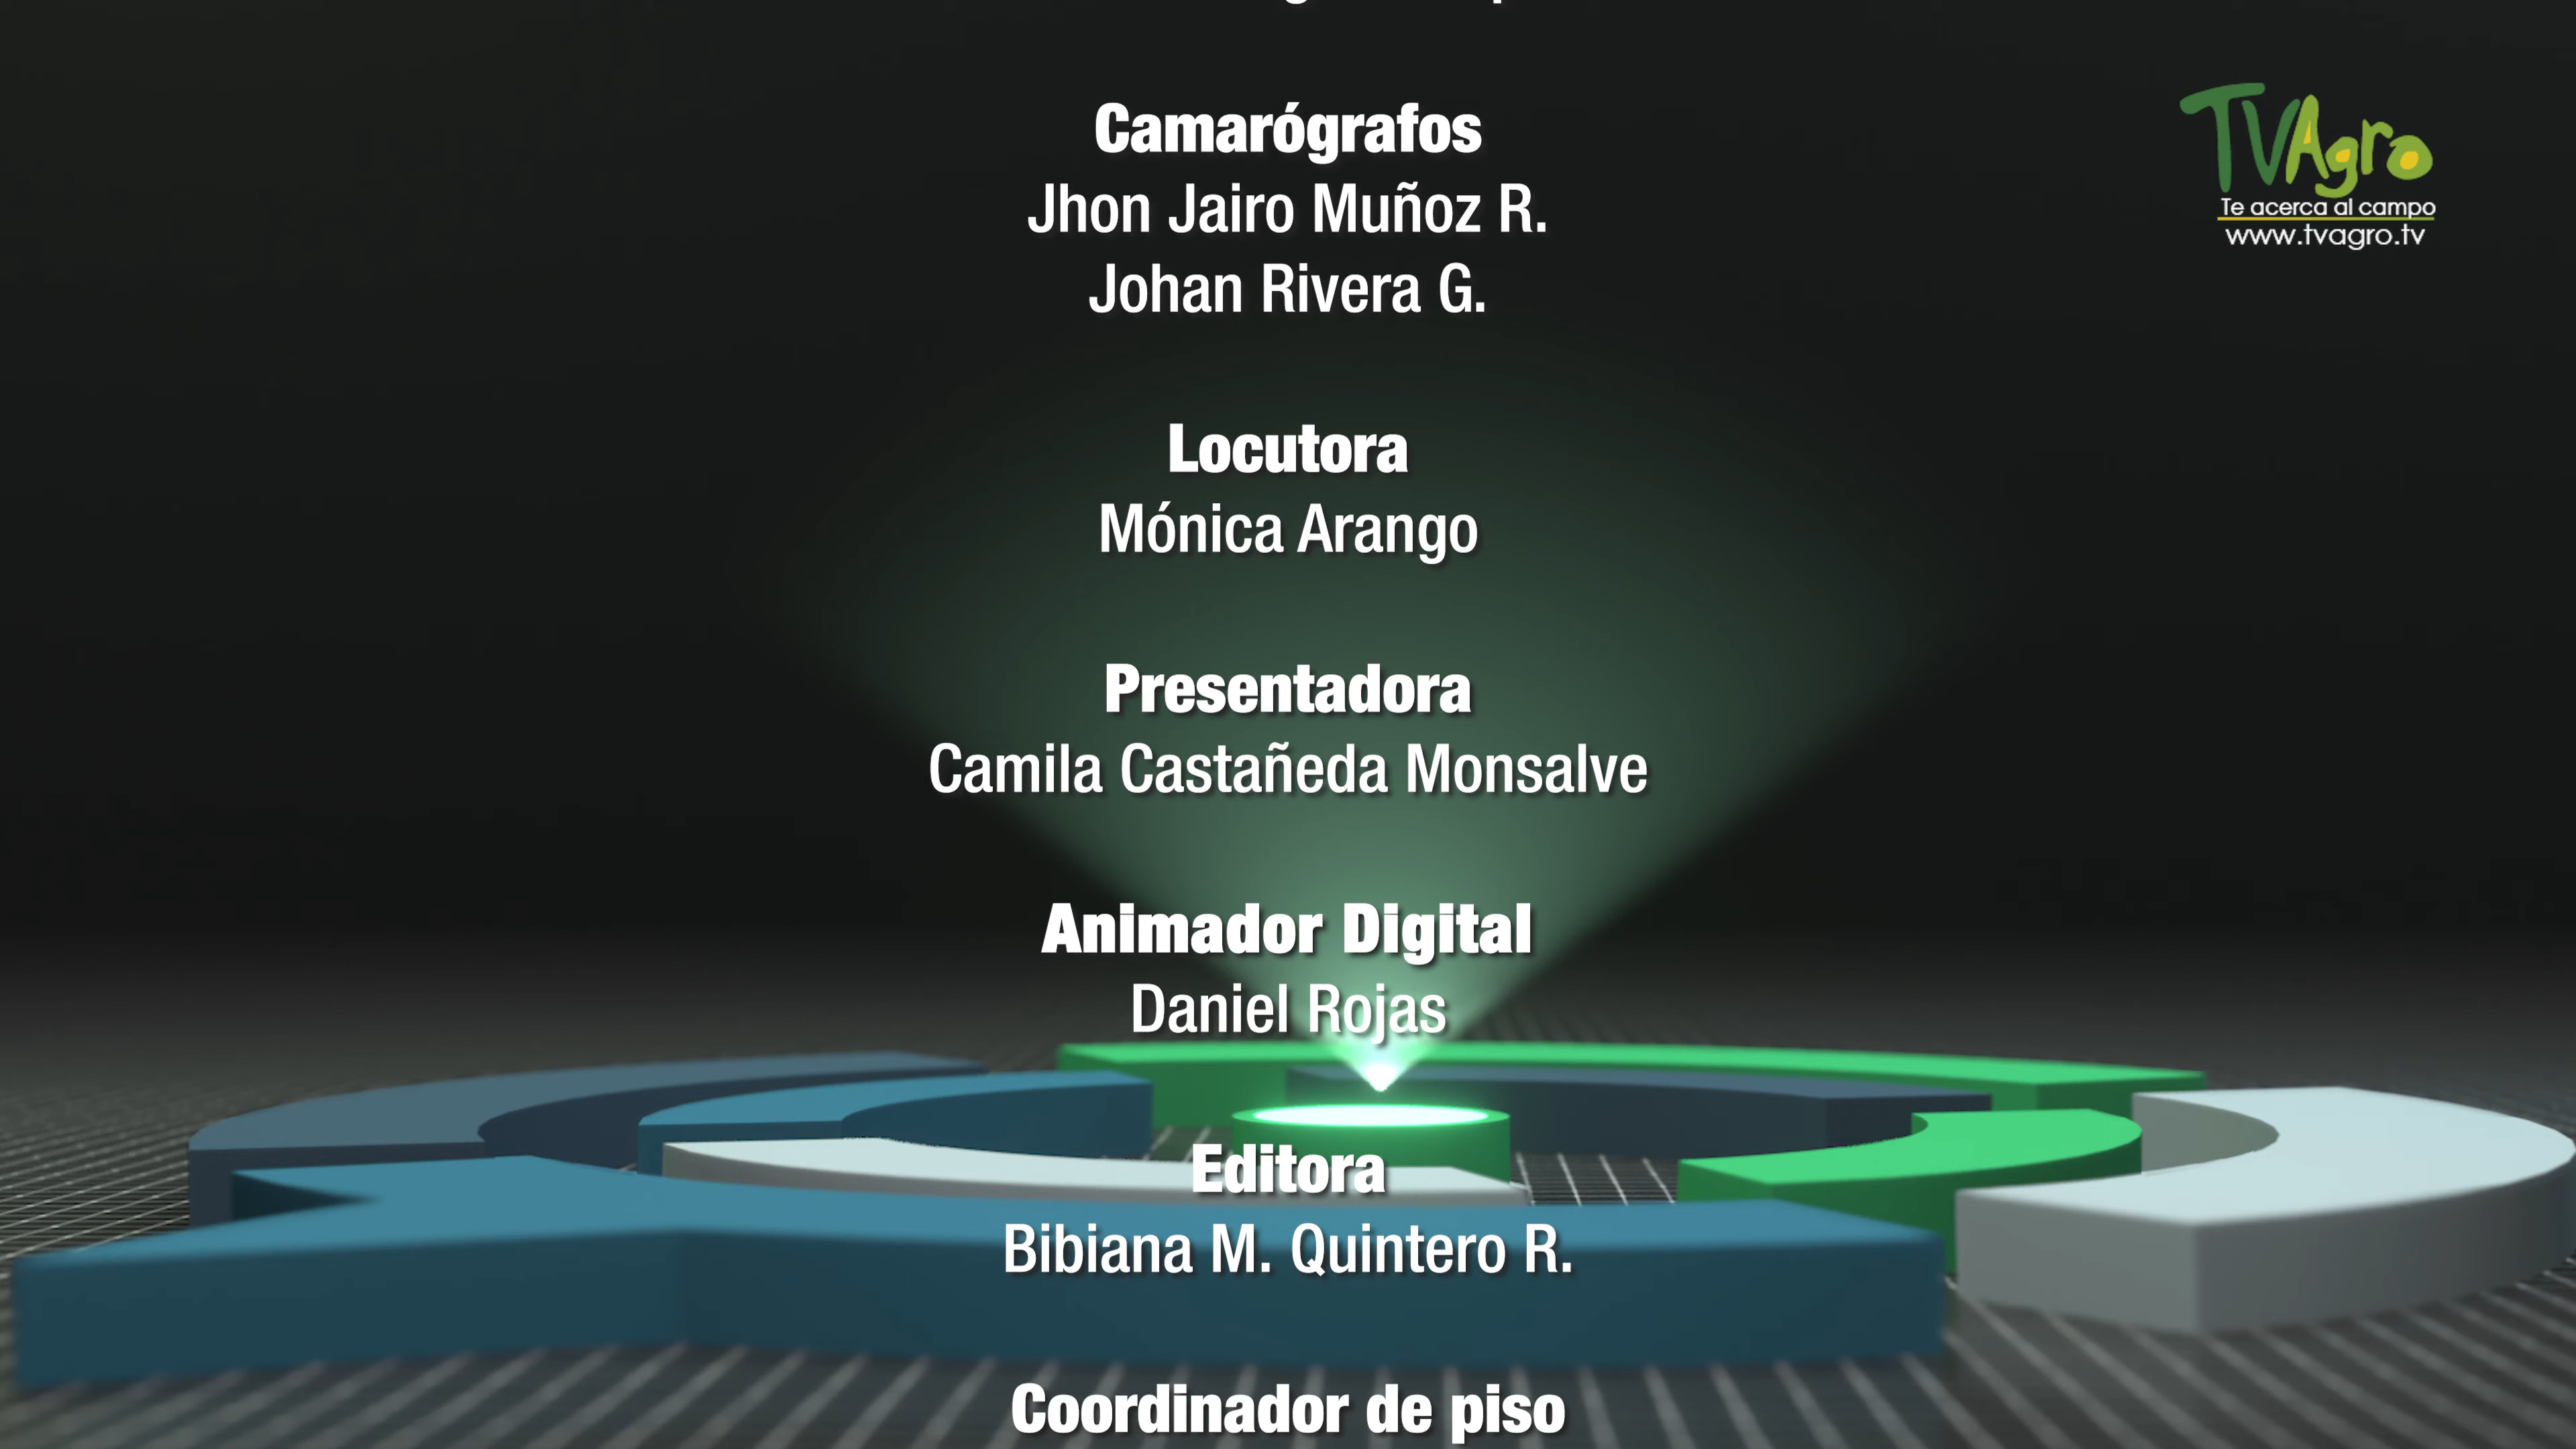 Camarógrafos
Jhon Jairo Muñoz R.
Johan Rivera G.
TVAgro
Te acerca al campo
www.tvagro.tv
Locutora
Mónica Arango
Presentadora
Camila Castañeda Monsalve
Animador Digital
Daniel Rojas
Editora
Bibiana M. Quintero R.
Coordinador de piso